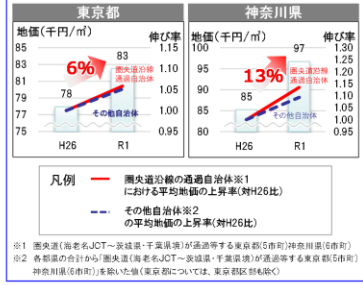 東京都
神奈川県
地価(千円/㎡)
伸び率
地価(千円/㎡)
伸び率
85
83
81
79
77
75
1.15
1.10
1.05
1.00
0.95
6%
78
83
圏央道沿線
通過自治体
その他自治体
H26
R1
100
95
90
85
80
1.30
1.25
1.20
1.15
1.10
1.05
1.00
0.95
13%
85
97
圏央道沿線
通過自治体
その他自治体
H26
R1
凡例
圏央道沿線の通過自治体※1
における平均地価の上昇率(対H26比)
その他自治体※2
の平均地価の上昇率(対H26比)
※1 圏央道(海老名JCT~茨城県・千葉県境)が通過等する東京都(5市町)神奈川県(6市町)
※2 各都県の合計から「圏央道(海老名JCT~茨城県・千葉県境)が通過等する東京都(5市町)
神奈川県(6市町)」を除いた値(東京都については、東京都区部も除く)